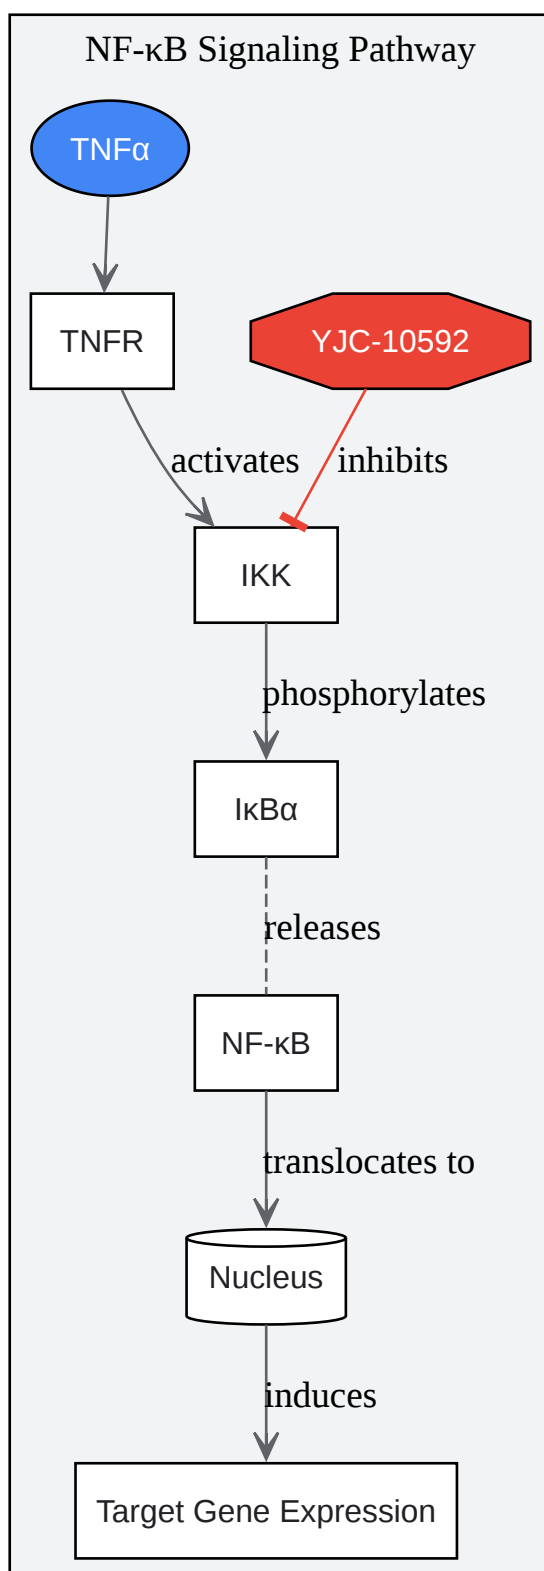 NF-κB Signaling Pathway
TNFα
TNFR
YJC-10592
activates
inhibits
IKK
phosphorylates
IκBα
releases
NF-κB
translocates to
Nucleus
induces
Target Gene Expression